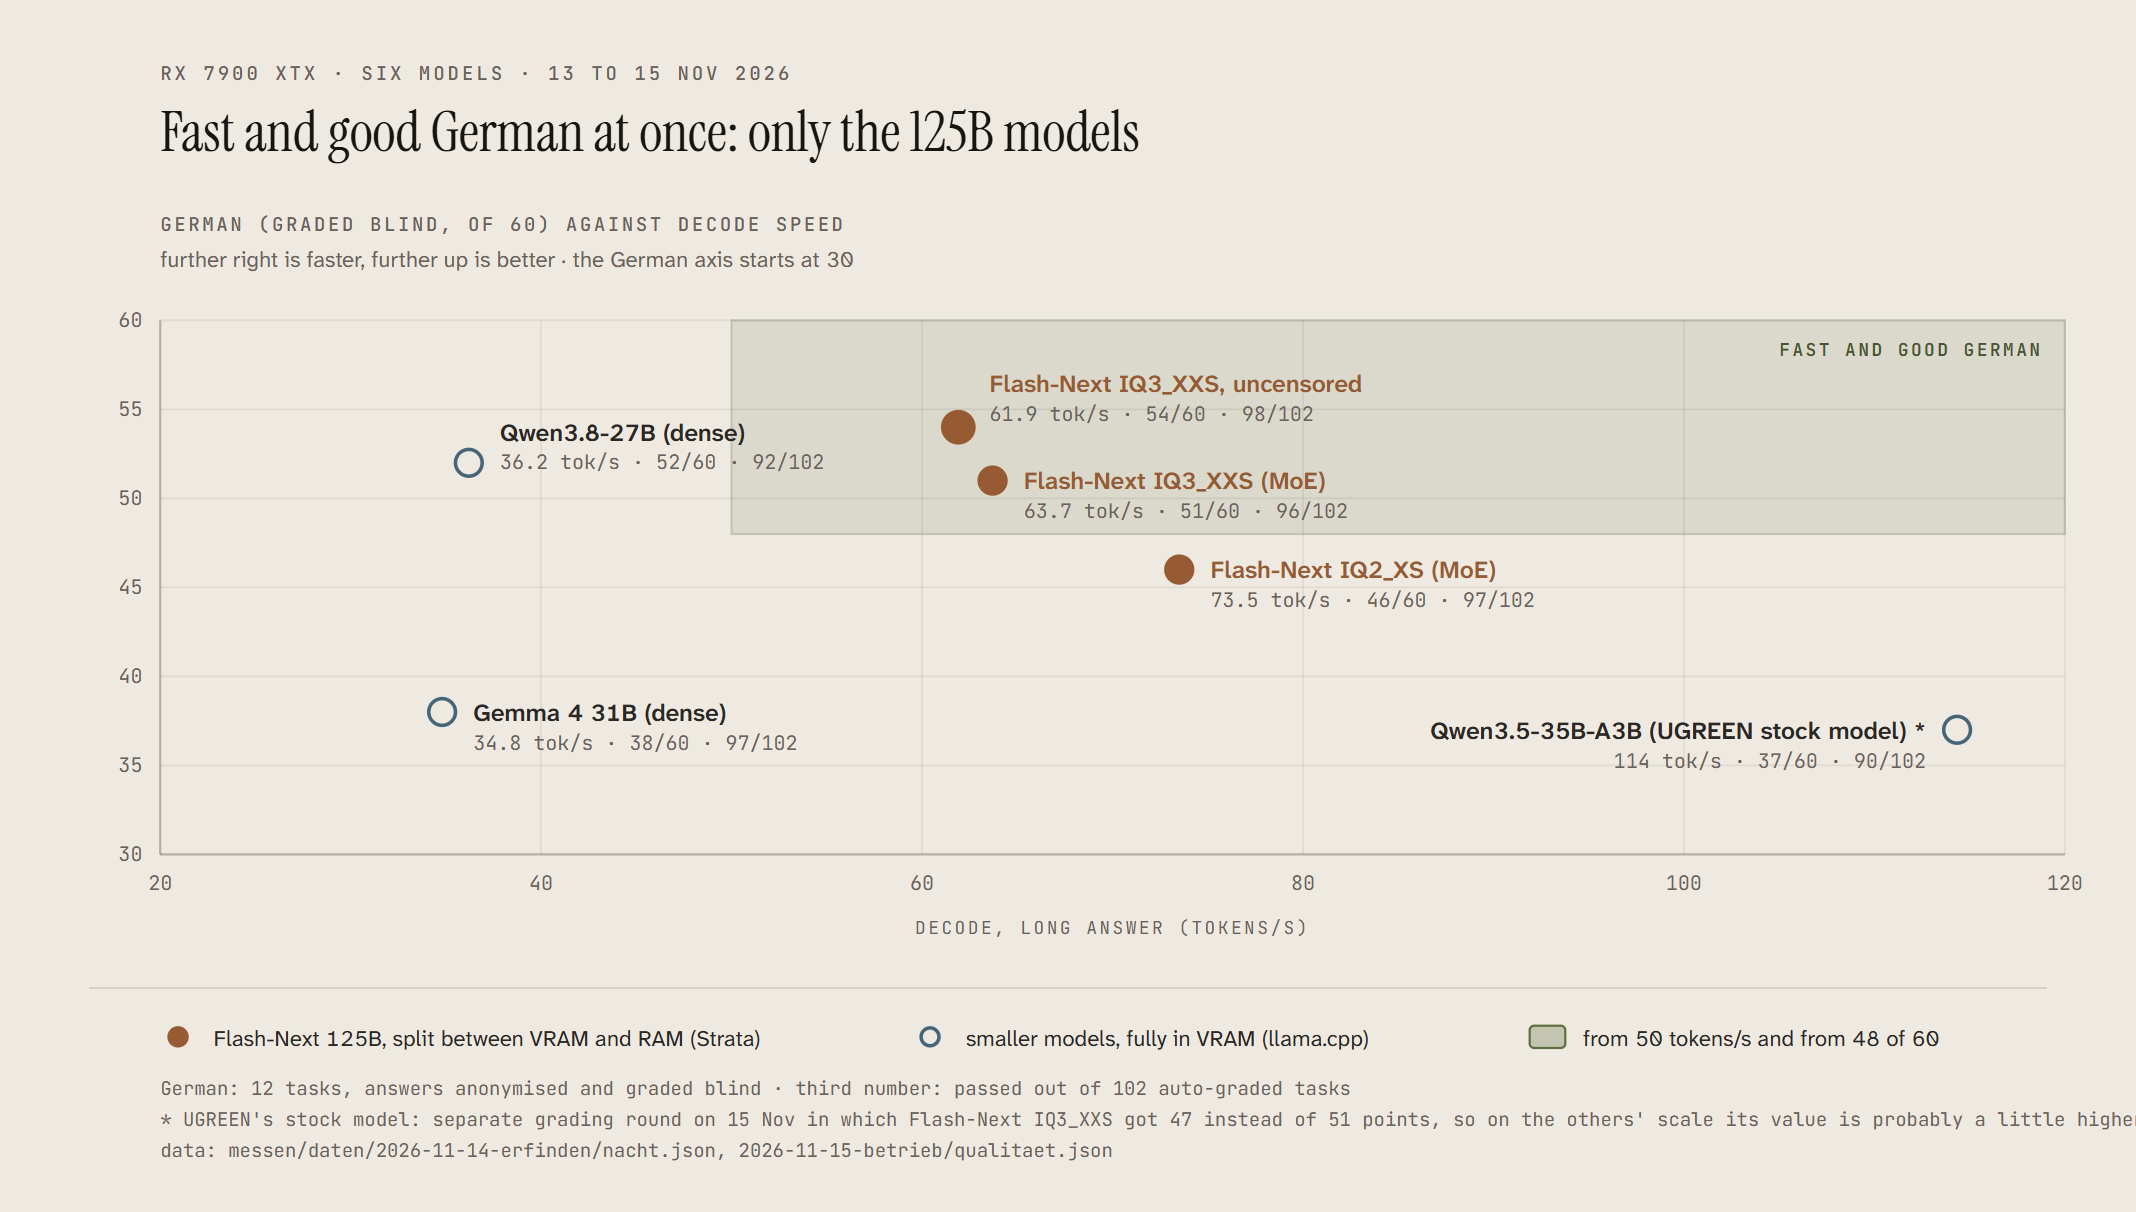 RX 7900 XTX · SIX MODELS · 13 TO 15 NOV 2026
Fast and good German at once: only the 125B models
GERMAN (GRADED BLIND, OF 60) AGAINST DECODE SPEED
further right is faster, further up is better · the German axis starts at 30
60
FAST AND GOOD GERMAN
Flash-Next IQ3_XXS, uncensored
61.9 tok/s · 54/60 · 98/102
55
Qwen3.8-27B (dense)
36.2 tok/s · 52/60 · 92/102
Flash-Next IQ3_XXS (MoE)
63.7 tok/s · 51/60 · 96/102
50
Flash-Next IQ2_XS (MoE)
73.5 tok/s · 46/60 · 97/102
45
40
Gemma 4 31B (dense)
34.8 tok/s · 38/60 · 97/102
Qwen3.5-35B-A3B (UGREEN stock model) *
114 tok/s · 37/60 · 90/102
35
30
20 40 60 80 100 120
DECODE, LONG ANSWER (TOKENS/S)
Flash-Next 125B, split between VRAM and RAM (Strata)
smaller models, fully in VRAM (llama.cpp)
from 50 tokens/s and from 48 of 60
German: 12 tasks, answers anonymised and graded blind · third number: passed out of 102 auto-graded tasks
* UGREEN's stock model: separate grading round on 15 Nov in which Flash-Next IQ3_XXS got 47 instead of 51 points, so on the others' scale its value is probably a little higher
data: messen/daten/2026-11-14-erfinden/nacht.json, 2026-11-15-betrieb/qualitaet.json